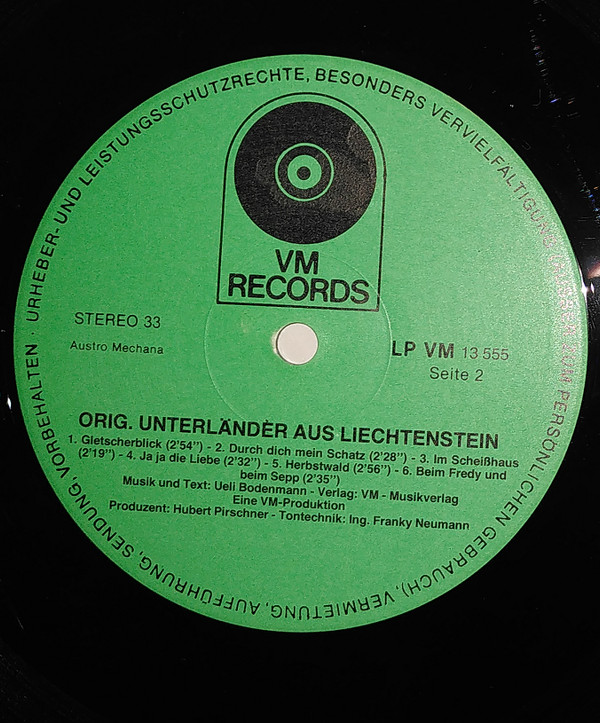 URHEBER- UND LEISTUNGSSCHUTZRECHTE, BESONDERS VERVIELFÄLTIGUNG ZUM PERSÖNLICHEN GEBRAUCH), VERMIETUNG, AUFFÜHRUNG, SENDUNG, VORBEHALTEN ·
VM
RECORDS
STEREO 33
Austro Mechana
LP VM 13 555
Seite 2
ORIG. UNTERLÄNDER AUS LIECHTENSTEIN
1. Gletscherblick (2'54") - 2. Durch dich mein Schatz (2'28") - 3. Im Scheißhaus
(2'19") - 4. Ja ja die Liebe (2'32") - 5. Herbstwald (2'56") - 6. Beim Fredy und
beim Sepp (2'35")
Musik und Text: Ueli Bodenmann - Verlag: VM - Musikverlag
Eine VM-Produktion
Produzent: Hubert Pirschner - Tontechnik: Ing. Franky Neumann